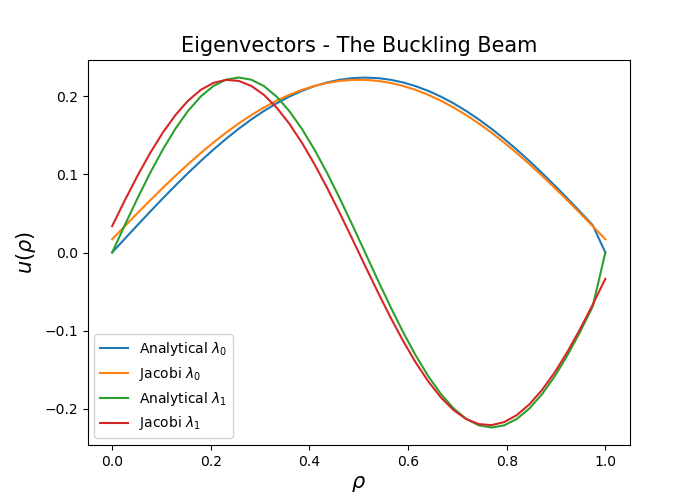 Eigenvectors - The Buckling Beam
u(ρ)
0.2
0.1
0.0
−0.1
−0.2
Analytical λ₀
Jacobi λ₀
Analytical λ₁
Jacobi λ₁
0.0 0.2 0.4 0.6 0.8 1.0
ρ